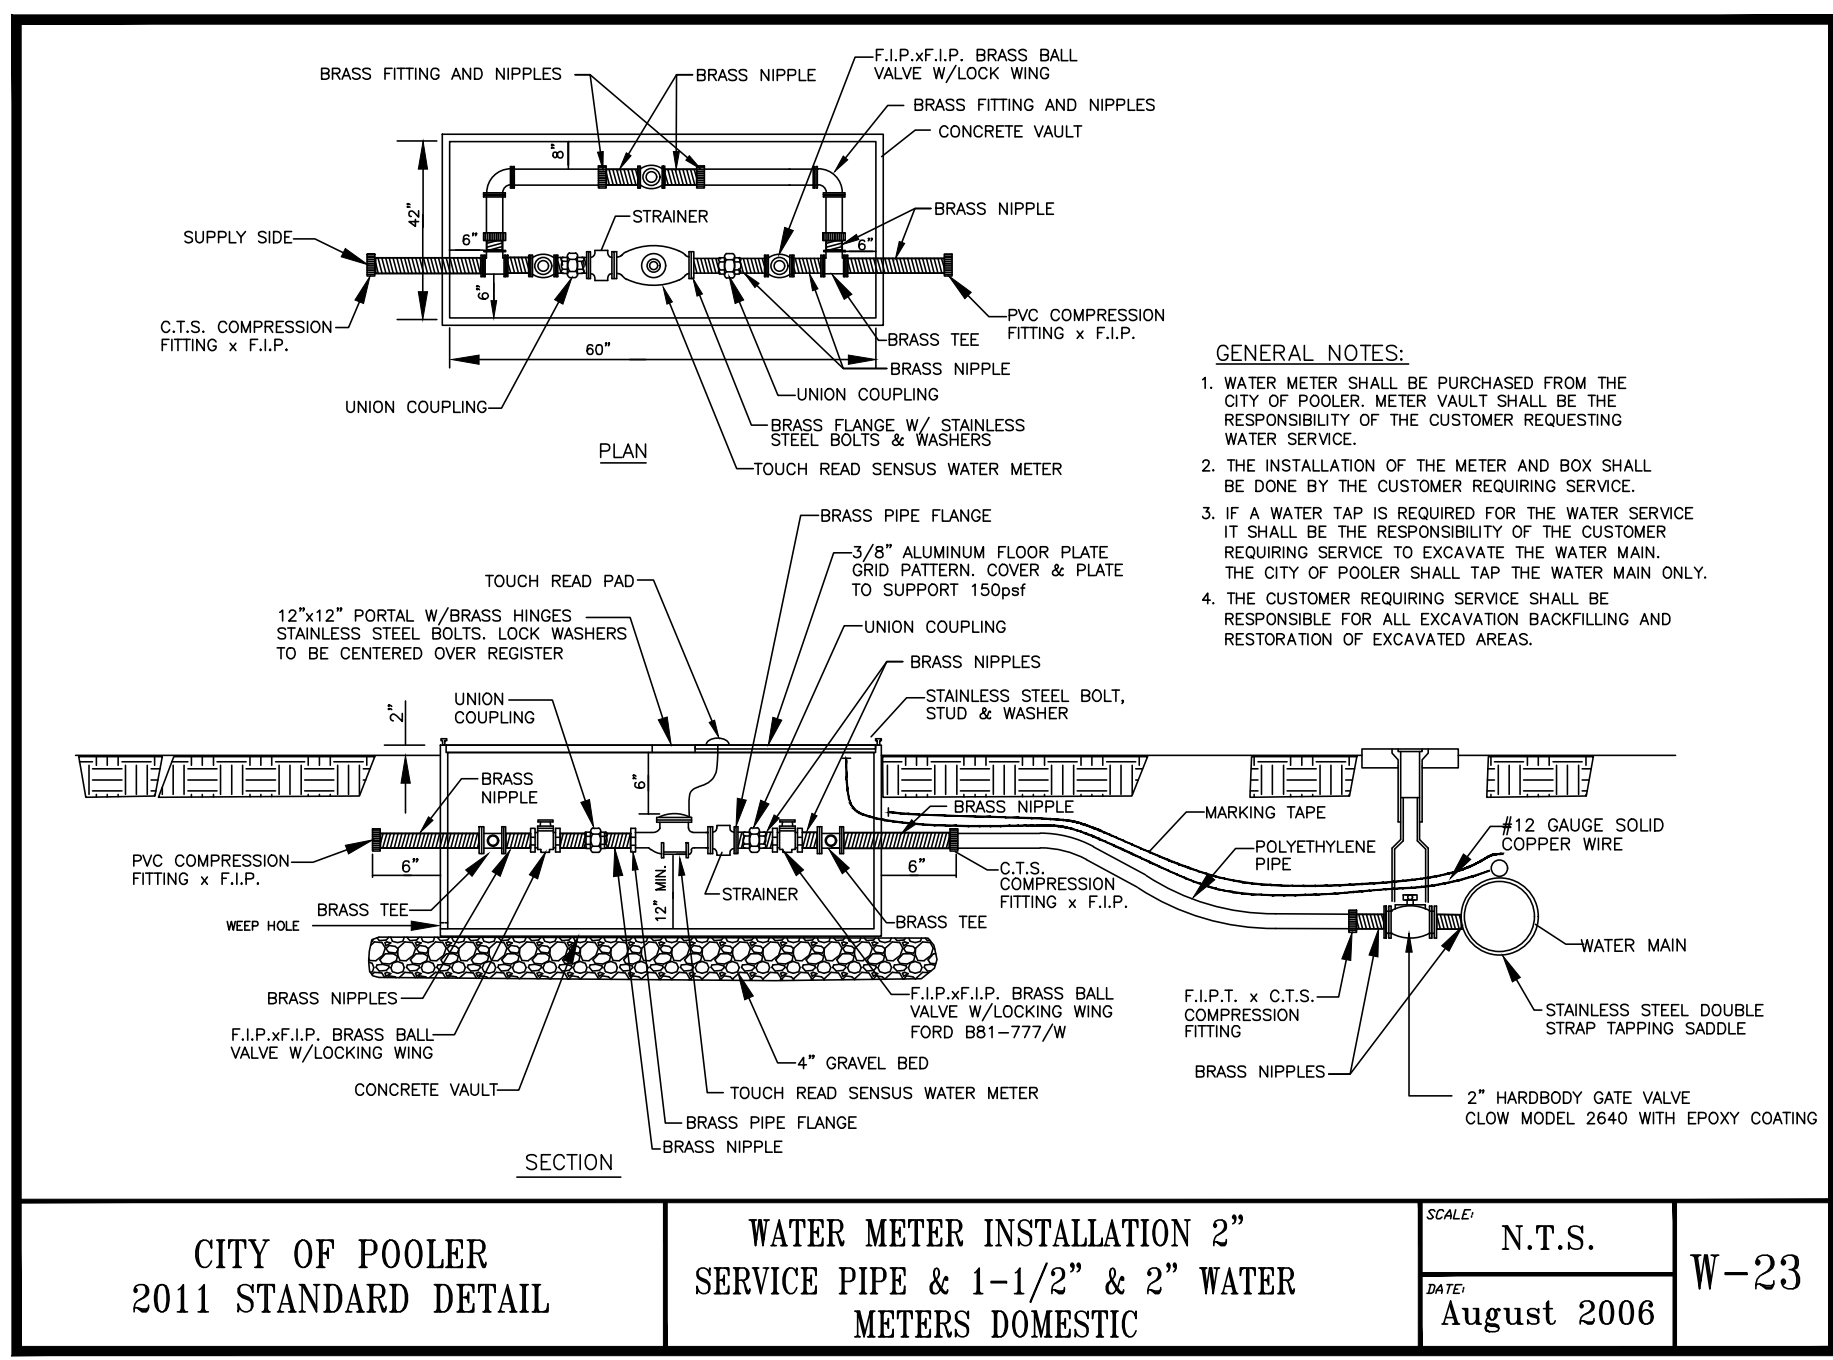 F.I.P.xF.I.P. BRASS BALL
VALVE W/LOCK WING
BRASS FITTING AND NIPPLES
BRASS NIPPLE
BRASS FITTING AND NIPPLES
CONCRETE VAULT
8"
42"
STRAINER
BRASS NIPPLE
SUPPLY SIDE
6"
6"
6"
C.T.S. COMPRESSION
FITTING x F.I.P.
PVC COMPRESSION
FITTING x F.I.P.
BRASS TEE
60"
BRASS NIPPLE
UNION COUPLING
UNION COUPLING
BRASS FLANGE W/ STAINLESS
STEEL BOLTS & WASHERS
PLAN
TOUCH READ SENSUS WATER METER
GENERAL NOTES:
1. WATER METER SHALL BE PURCHASED FROM THE
CITY OF POOLER. METER VAULT SHALL BE THE
RESPONSIBILITY OF THE CUSTOMER REQUESTING
WATER SERVICE.
2. THE INSTALLATION OF THE METER AND BOX SHALL
BE DONE BY THE CUSTOMER REQUIRING SERVICE.
3. IF A WATER TAP IS REQUIRED FOR THE WATER SERVICE
IT SHALL BE THE RESPONSIBILITY OF THE CUSTOMER
REQUIRING SERVICE TO EXCAVATE THE WATER MAIN.
THE CITY OF POOLER SHALL TAP THE WATER MAIN ONLY.
4. THE CUSTOMER REQUIRING SERVICE SHALL BE
RESPONSIBLE FOR ALL EXCAVATION BACKFILLING AND
RESTORATION OF EXCAVATED AREAS.
BRASS PIPE FLANGE
3/8" ALUMINUM FLOOR PLATE
GRID PATTERN. COVER & PLATE
TO SUPPORT 150psf
TOUCH READ PAD
12"x12" PORTAL W/BRASS HINGES
STAINLESS STEEL BOLTS. LOCK WASHERS
TO BE CENTERED OVER REGISTER
UNION COUPLING
BRASS NIPPLES
UNION
COUPLING
STAINLESS STEEL BOLT,
STUD & WASHER
2"
BRASS
NIPPLE
6"
BRASS NIPPLE
MARKING TAPE
#12 GAUGE SOLID
COPPER WIRE
POLYETHYLENE
PIPE
PVC COMPRESSION
FITTING x F.I.P.
6"
12" MIN.
STRAINER
6"
C.T.S.
COMPRESSION
FITTING x F.I.P.
BRASS TEE
WEEP HOLE
BRASS TEE
WATER MAIN
BRASS NIPPLES
F.I.P.xF.I.P. BRASS BALL
VALVE W/LOCKING WING
FORD B81-777/W
F.I.P.T. x C.T.S.
COMPRESSION
FITTING
STAINLESS STEEL DOUBLE
STRAP TAPPING SADDLE
F.I.P.xF.I.P. BRASS BALL
VALVE W/LOCKING WING
4" GRAVEL BED
BRASS NIPPLES
CONCRETE VAULT
TOUCH READ SENSUS WATER METER
2" HARDBODY GATE VALVE
CLOW MODEL 2640 WITH EPOXY COATING
BRASS PIPE FLANGE
BRASS NIPPLE
SECTION
CITY OF POOLER
2011 STANDARD DETAIL
WATER METER INSTALLATION 2"
SERVICE PIPE & 1-1/2" & 2" WATER
METERS DOMESTIC
SCALE:
N.T.S.
DATE:
August 2006
W-23